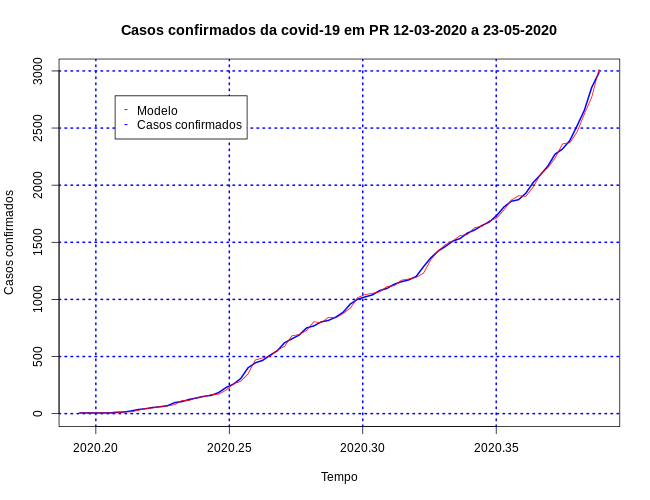 Casos confirmados da covid-19 em PR 12-03-2020 a 23-05-2020
Casos confirmados
3000
2500
2000
1500
1000
500
0
- Modelo
- Casos confirmados
2020.20 2020.25 2020.30 2020.35
Tempo